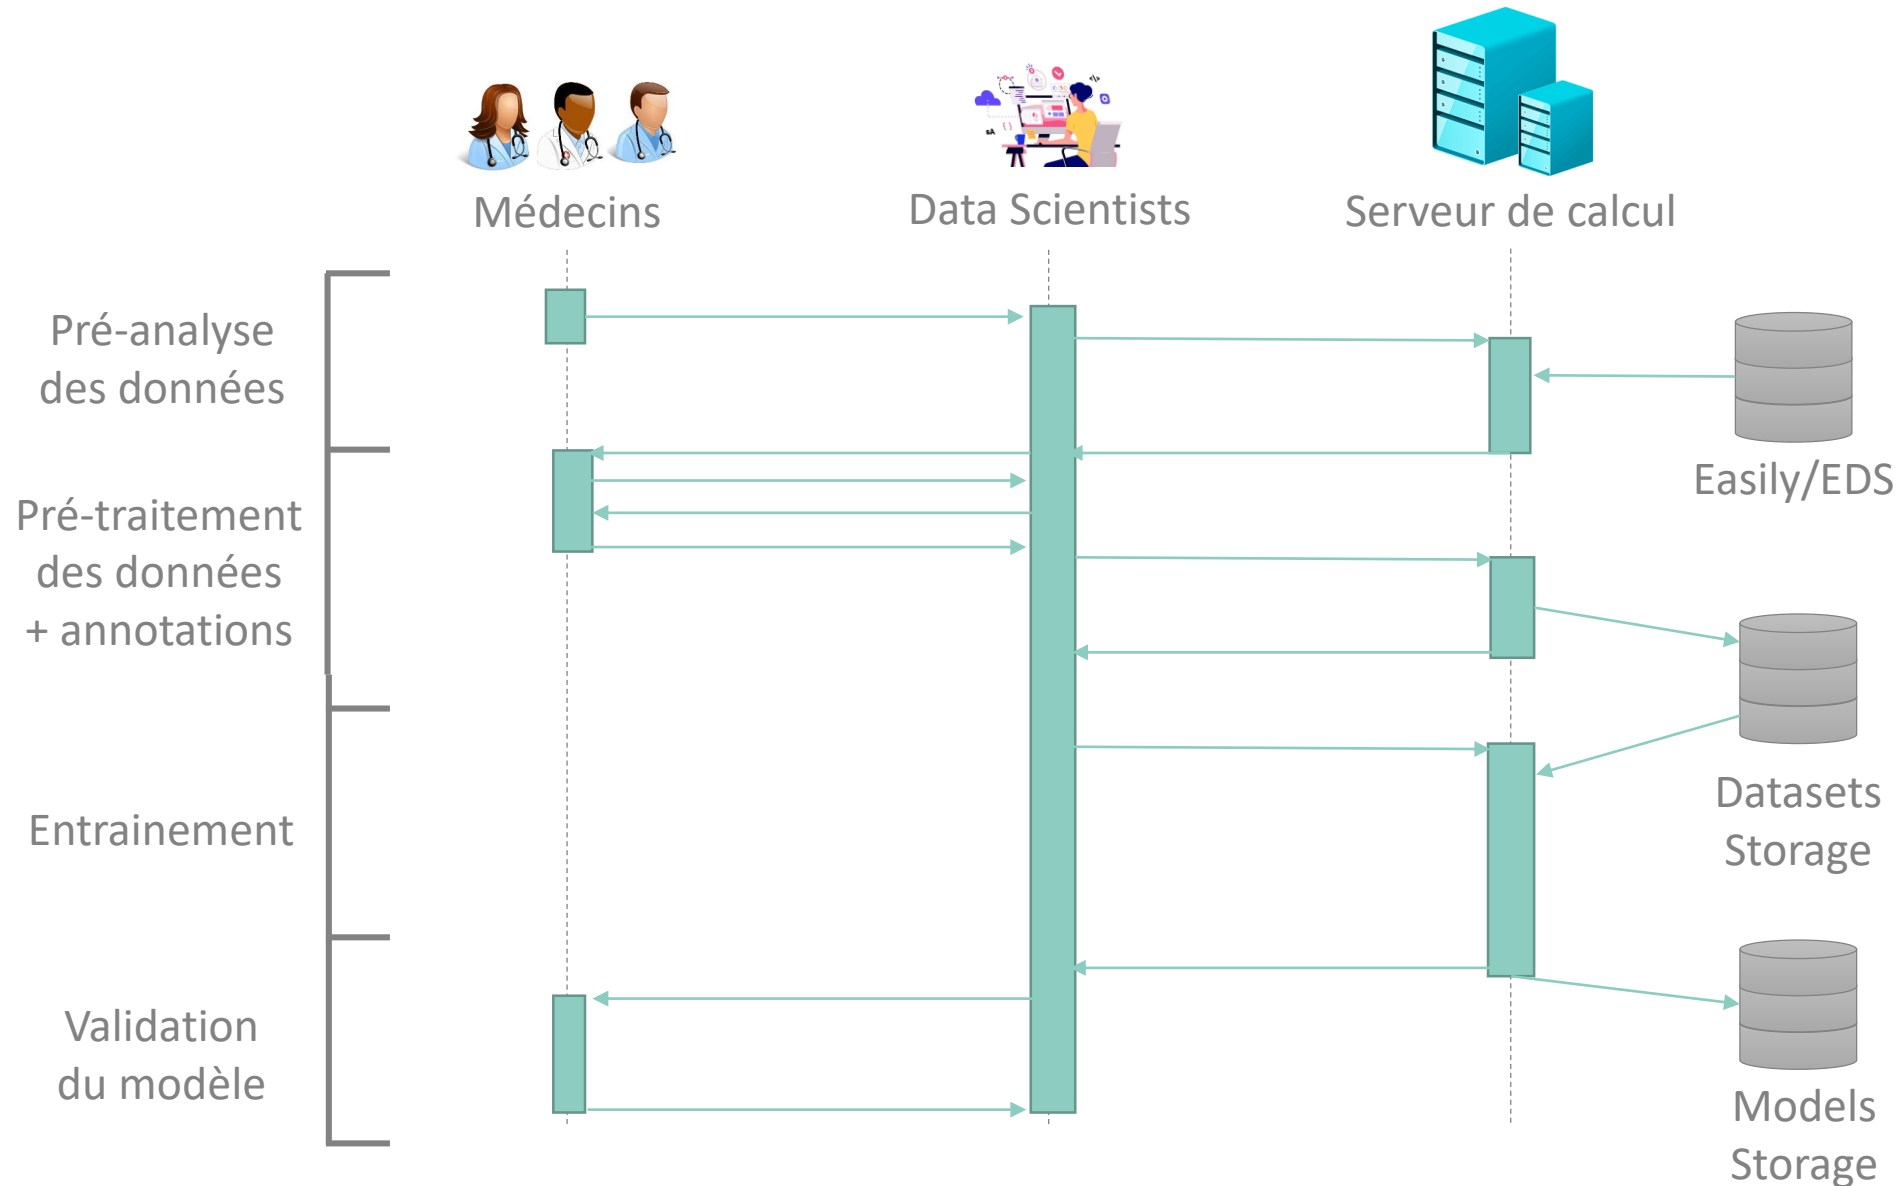 Médecins
Data Scientists
Serveur de calcul
Pré-analyse
des données
Easily/EDS
Pré-traitement
des données
+ annotations
Entrainement
Datasets
Storage
Validation
du modèle
Models
Storage